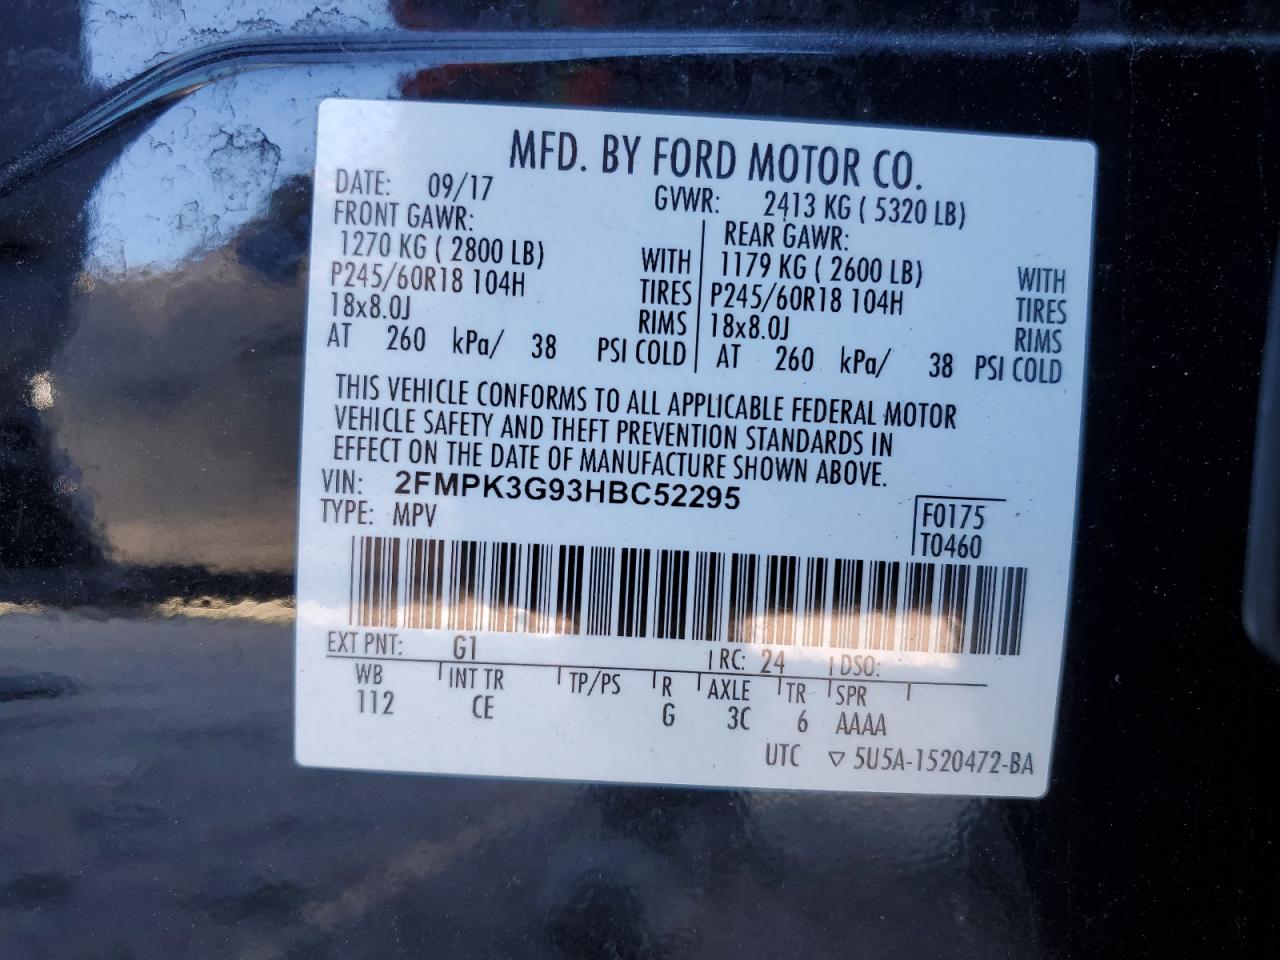 MFD. BY FORD MOTOR CO.
DATE: 09/17 GVWR: 2413 KG ( 5320 LB)
FRONT GAWR:
1270 KG ( 2800 LB) WITH
P245/60R18 104H TIRES
18x8.0J RIMS
AT 260 kPa/ 38 PSI COLD
REAR GAWR:
1179 KG ( 2600 LB) WITH
P245/60R18 104H TIRES
18x8.0J RIMS
AT 260 kPa/ 38 PSI COLD
THIS VEHICLE CONFORMS TO ALL APPLICABLE FEDERAL MOTOR
VEHICLE SAFETY AND THEFT PREVENTION STANDARDS IN
EFFECT ON THE DATE OF MANUFACTURE SHOWN ABOVE.
VIN: 2FMPK3G93HBC52295
TYPE: MPV
F0175
T0460
EXT PNT: G1 RC: 24 DSO:
WB INT TR TP/PS R AXLE TR SPR
112 CE G 3C 6 AAAA
UTC ▽ 5U5A-1520472-BA